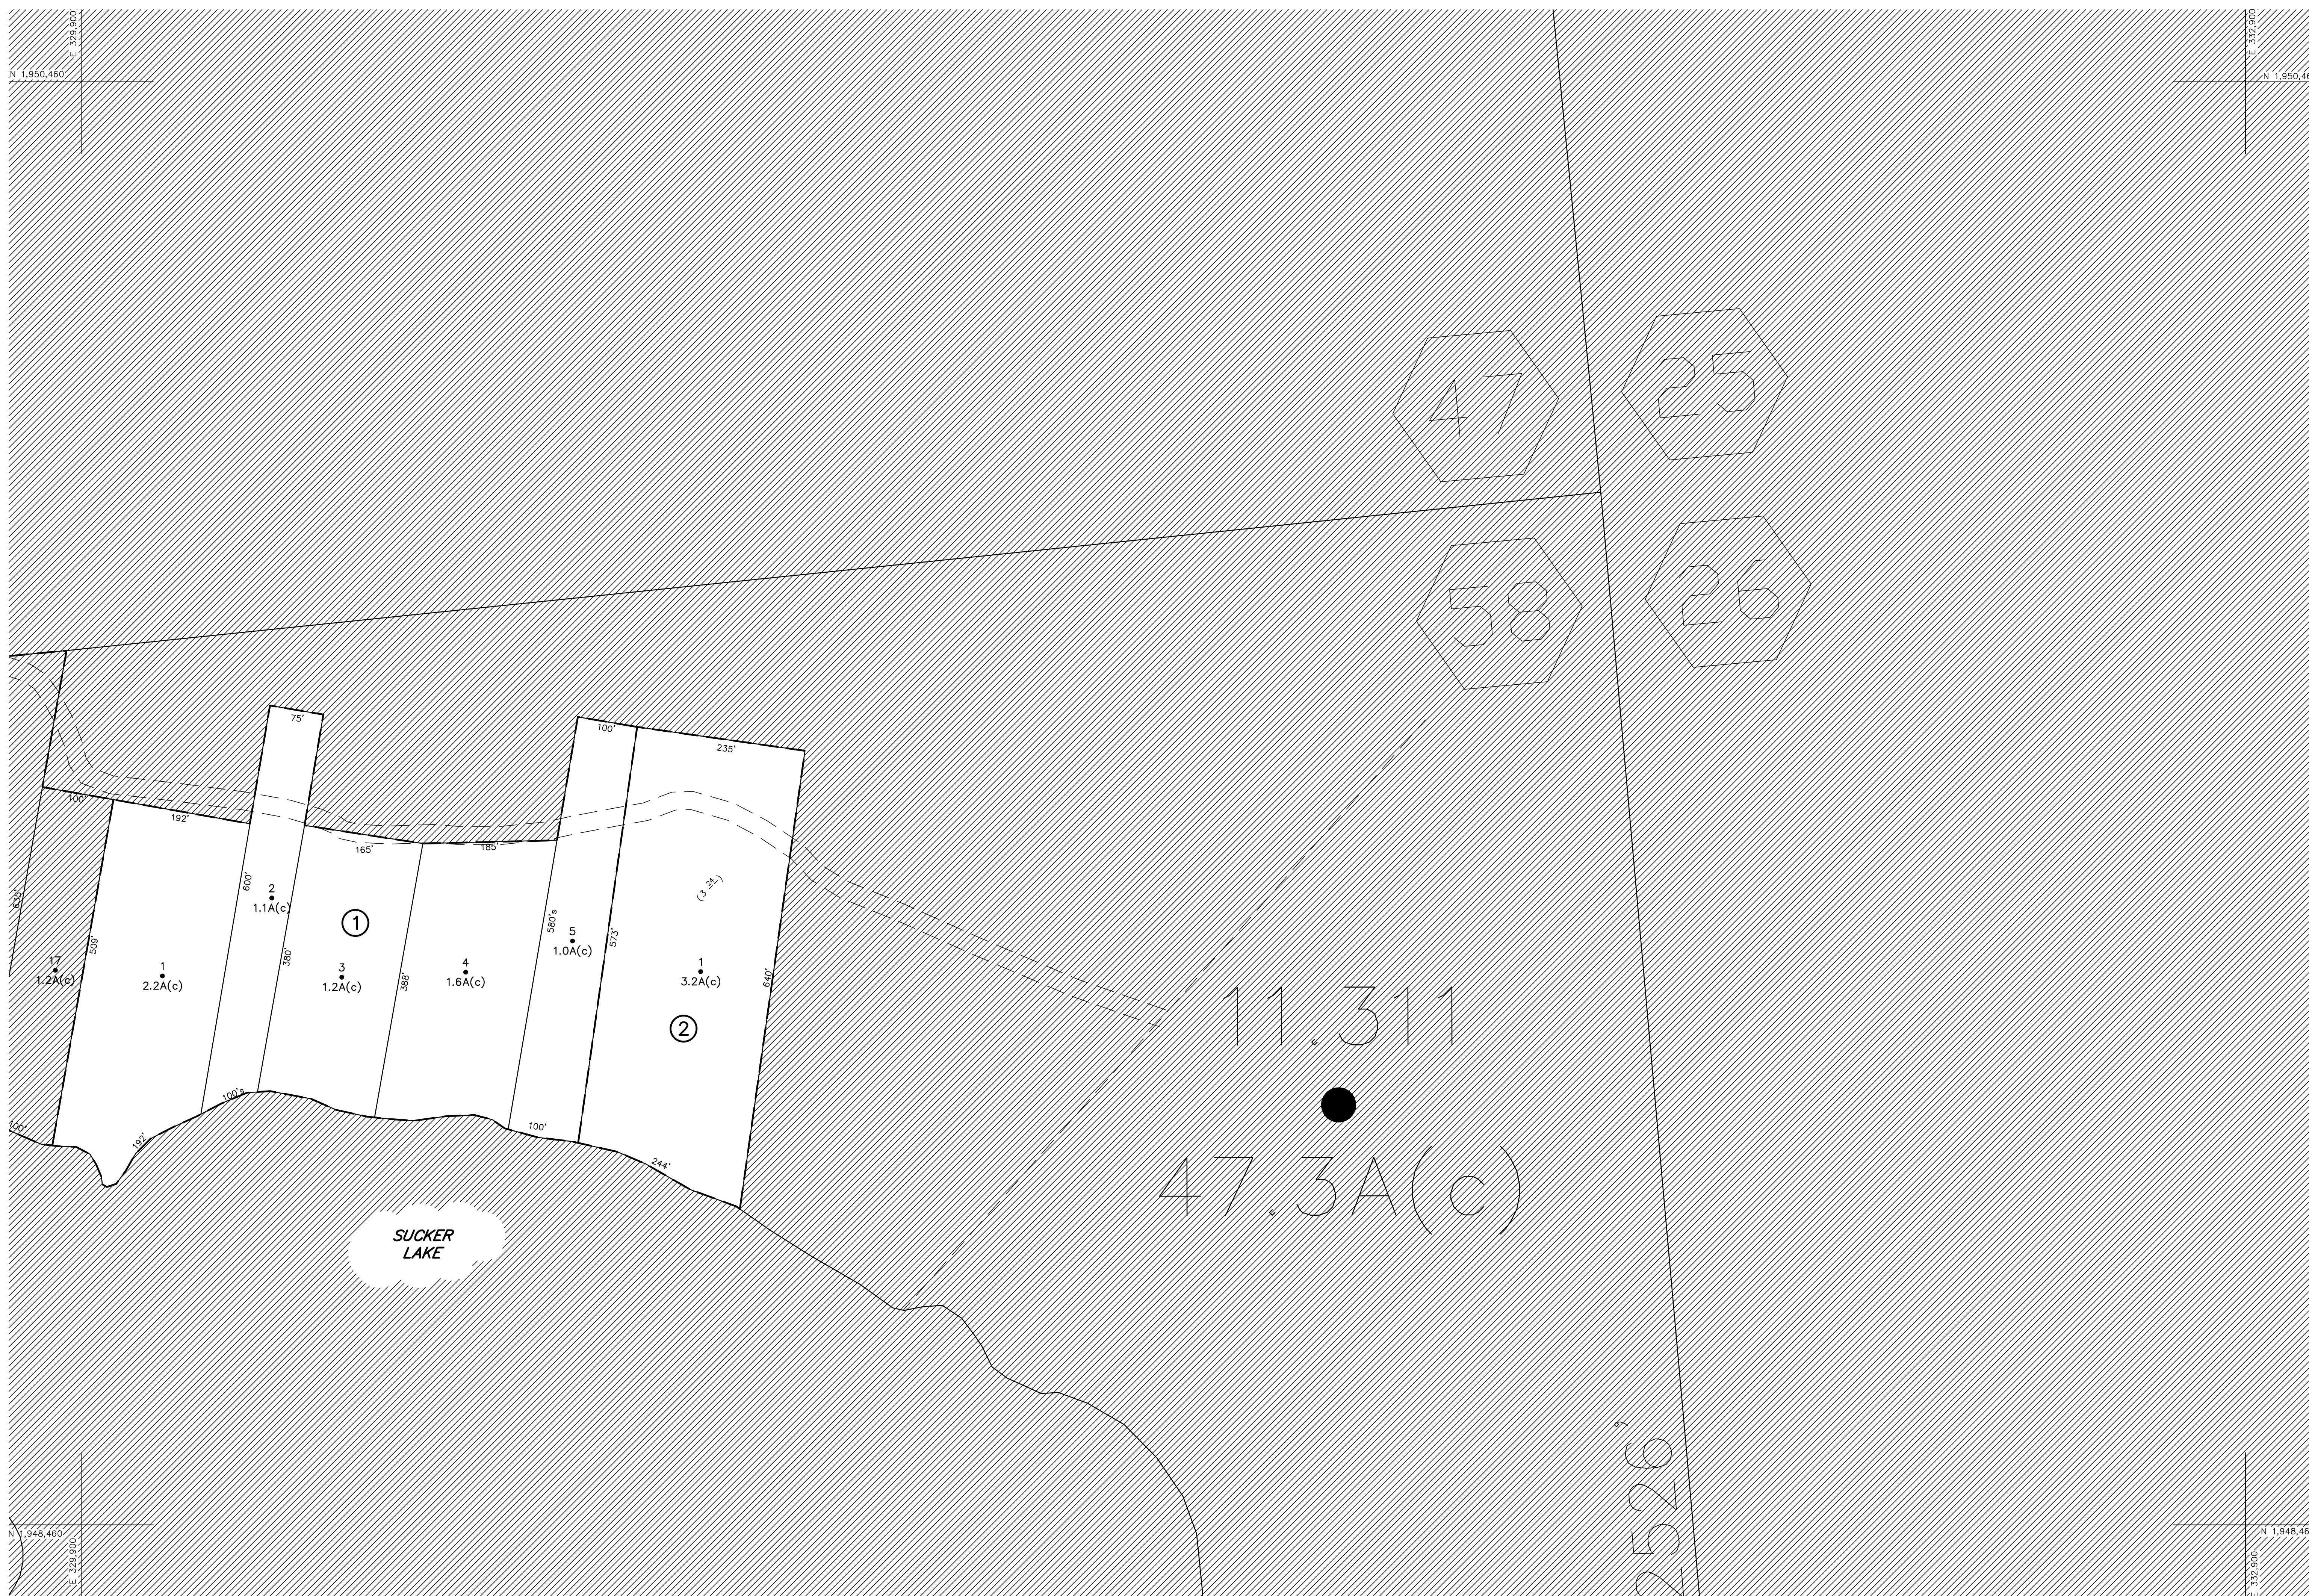 E 329,900
E 332,900
N 1,950,460
N 1,950,46
47
25
58
26
75'
100'
235'
100'
192'
165'
185'
635'
600'
2
1.1A(c)
1
(3.24)
580's
5
1.0A(c)
573'
509'
380'
17
1.2A(c)
1
2.2A(c)
3
1.2A(c)
388'
4
1.6A(c)
1
3.2A(c)
640'
2
11.311
47.3A(c)
100's
100'
192'
100'
244'
SUCKER
LAKE
2526'
N 1,948,460
N 1,948,46
E 329,900
E 332,900